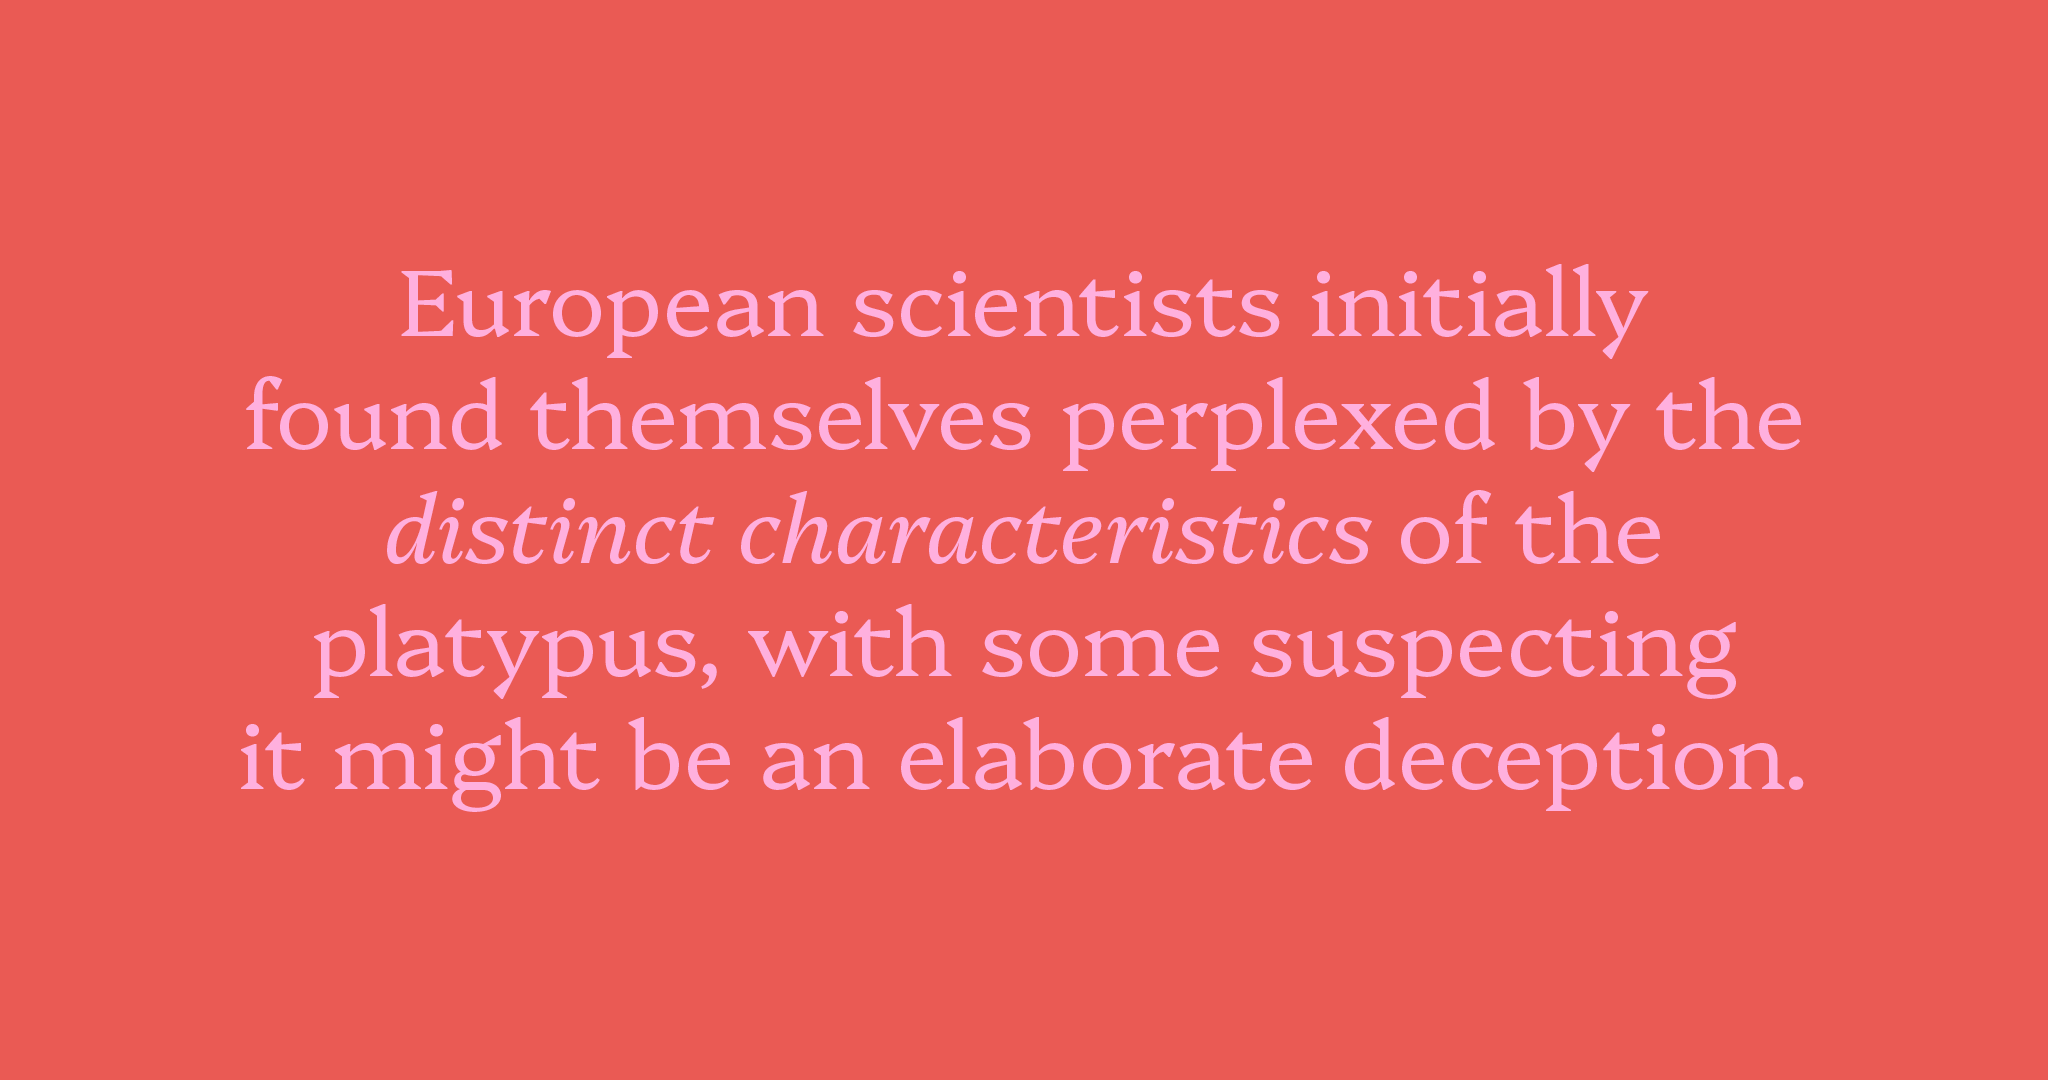 European scientists initially
found themselves perplexed by the
distinct characteristics of the
platypus, with some suspecting
it might be an elaborate deception.